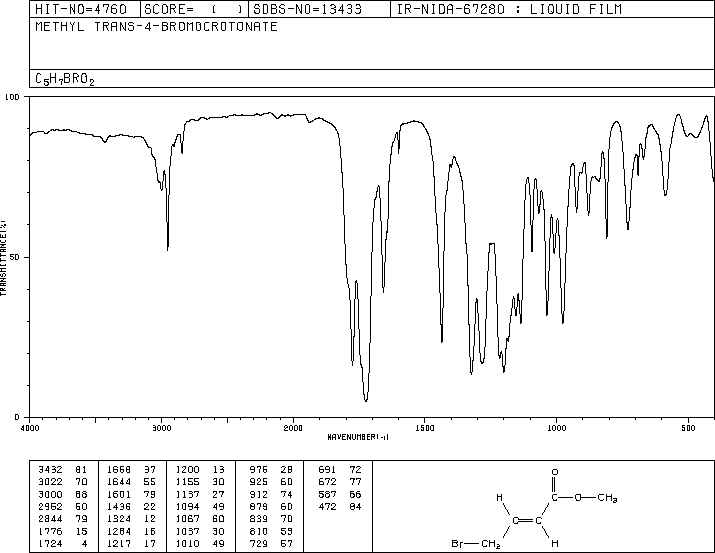 HIT-NO=4760 SCORE= ( ) SDBS-NO=13433 IR-NIDA-67280 : LIQUID FILM
METHYL TRANS-4-BROMOCROTONATE
C5H7BRO2
100
50
0
TRANSMITTANCE(%)
4000 3000 2000 1500 1000 500
WAVENUMBER(-1)
3432 81 1658 37 1200 13 976 28 691 72
3022 70 1644 55 1155 30 925 60 672 77
3000 68 1601 79 1137 27 912 74 587 66
2952 50 1436 22 1094 49 879 60 472 84
2844 79 1324 12 1067 60 839 70
1776 15 1284 16 1037 30 810 53
1724 4 1217 17 1010 49 729 57
O
H C O CH3
C C
Br CH2 H